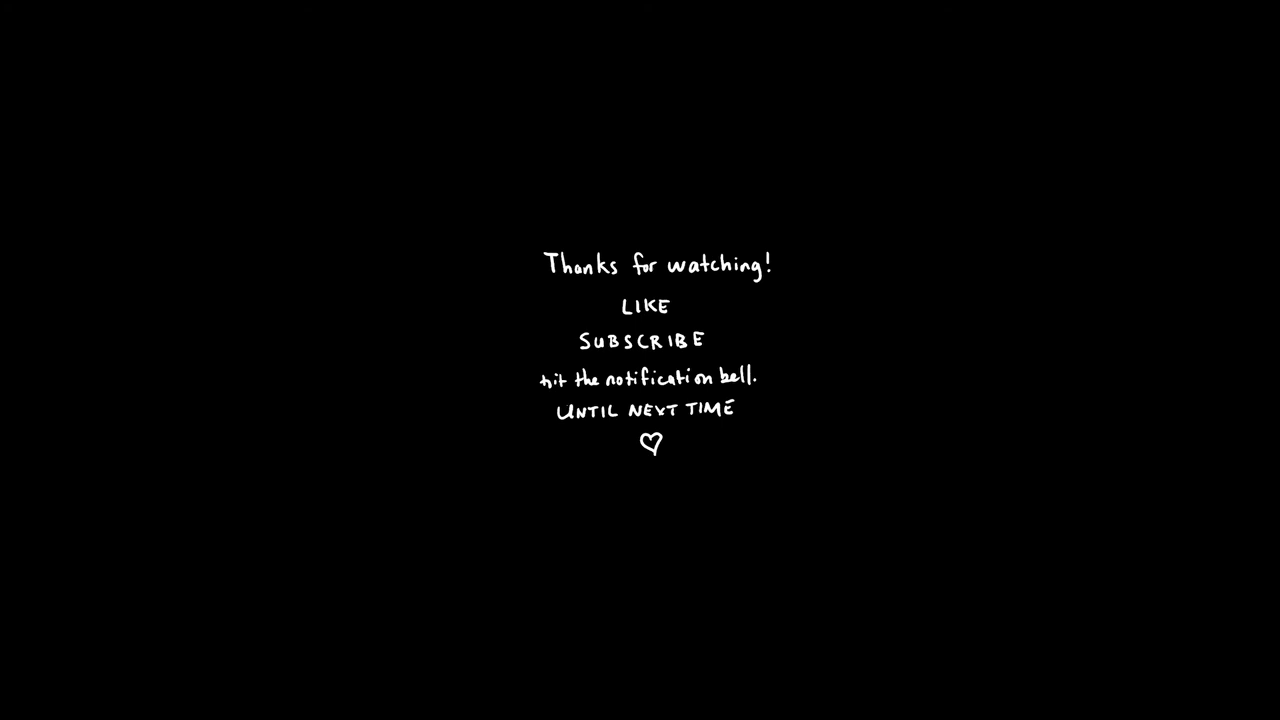 Thanks for watching!
LIKE
SUBSCRIBE
hit the notification bell.
UNTIL NEXT TIME
♡